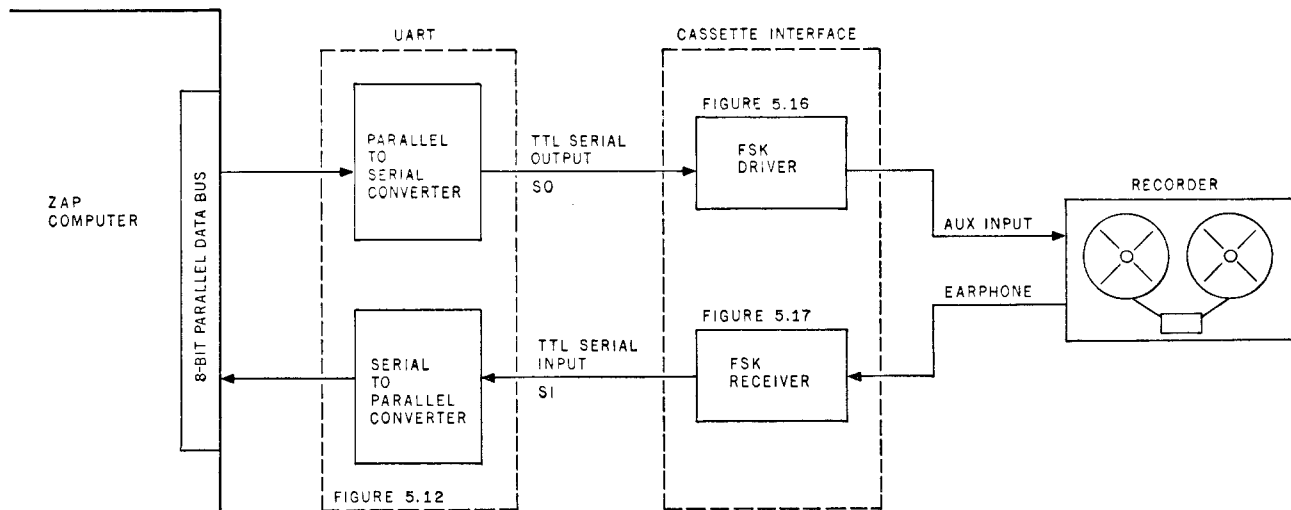 UART
CASSETTE INTERFACE
ZAP
COMPUTER
8-BIT PARALLEL DATA BUS
PARALLEL
TO
SERIAL
CONVERTER
TTL SERIAL
OUTPUT
SO
FIGURE 5.16
FSK
DRIVER
RECORDER
AUX INPUT
EARPHONE
SERIAL
TO
PARALLEL
CONVERTER
TTL SERIAL
INPUT
SI
FIGURE 5.17
FSK
RECEIVER
FIGURE 5.12